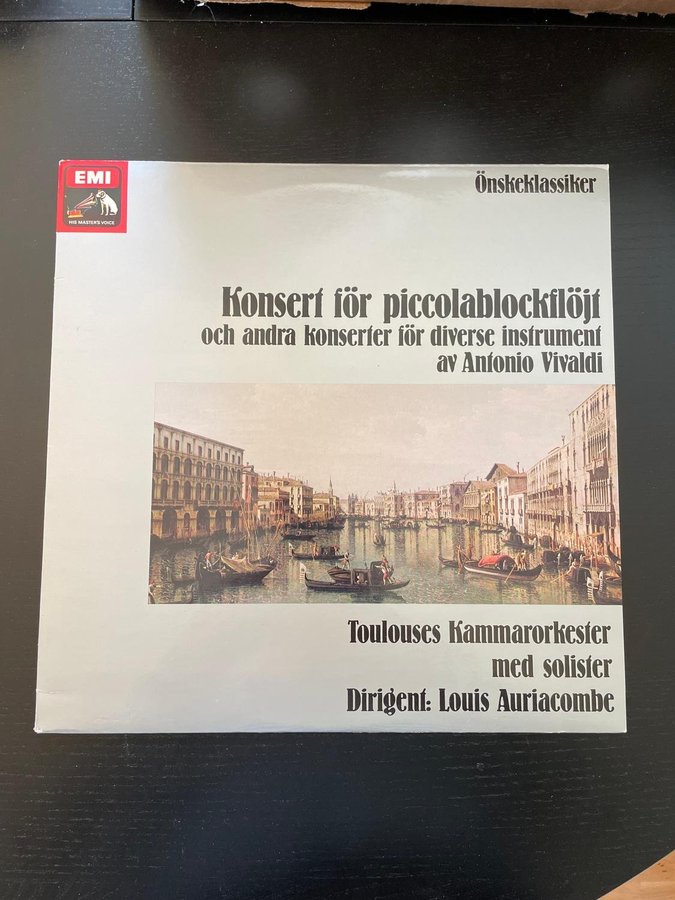 EMI
HIS MASTER'S VOICE
Önskeklassiker
Konsert för piccolablockflöjt
och andra konserter för diverse instrument
av Antonio Vivaldi
Toulouses Kammarorkester
med solister
Dirigent: Louis Auriacombe